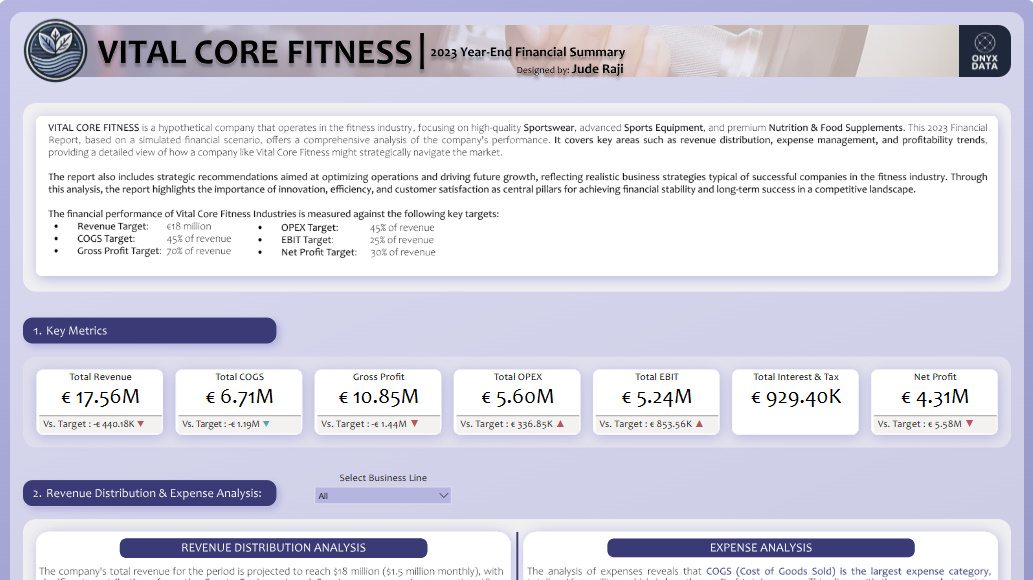 VITAL CORE FITNESS
2023 Year-End Financial Summary
Designed by: Jude Raji
ONYX
DATA
VITAL CORE FITNESS is a hypothetical company that operates in the fitness industry, focusing on high-quality Sportswear, advanced Sports Equipment, and premium Nutrition & Food Supplements. This 2023 Financial
Report, based on a simulated financial scenario, offers a comprehensive analysis of the company's performance. It covers key areas such as revenue distribution, expense management, and profitability trends,
providing a detailed view of how a company like Vital Core Fitness might strategically navigate the market.
The report also includes strategic recommendations aimed at optimizing operations and driving future growth, reflecting realistic business strategies typical of successful companies in the fitness industry. Through
this analysis, the report highlights the importance of innovation, efficiency, and customer satisfaction as central pillars for achieving financial stability and long-term success in a competitive landscape.
The financial performance of Vital Core Fitness Industries is measured against the following key targets:
• Revenue Target: €18 million • OPEX Target: 45% of revenue
• COGS Target: 45% of revenue • EBIT Target: 25% of revenue
• Gross Profit Target: 70% of revenue • Net Profit Target: 30% of revenue
1. Key Metrics
Total Revenue
€ 17.56M
Vs. Target : -€ 440.18K ▼
Total COGS
€ 6.71M
Vs. Target : -€ 1.19M ▼
Gross Profit
€ 10.85M
Vs. Target : -€ 1.44M ▼
Total OPEX
€ 5.60M
Vs. Target : € 336.85K ▲
Total EBIT
€ 5.24M
Vs. Target : € 853.56K ▲
Total Interest & Tax
€ 929.40K
Net Profit
€ 4.31M
Vs. Target : € 5.58M ▼
Select Business Line
2. Revenue Distribution & Expense Analysis:
All
REVENUE DISTRIBUTION ANALYSIS
The company's total revenue for the period is projected to reach $18 million ($1.5 million monthly), with
EXPENSE ANALYSIS
The analysis of expenses reveals that COGS (Cost of Goods Sold) is the largest expense category,